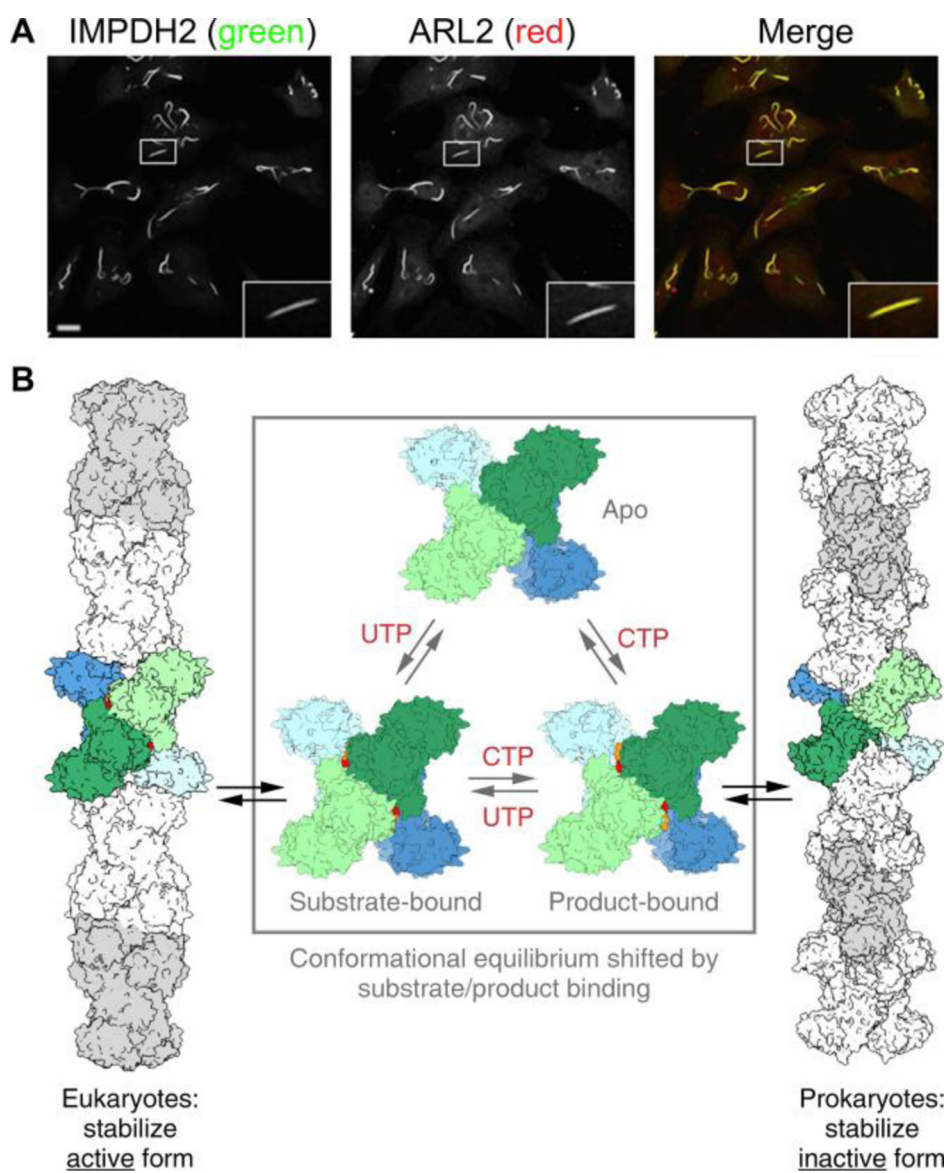 A
IMPDH2 (green)
ARL2 (red)
Merge
B
Apo
UTP
CTP
CTP
UTP
Substrate-bound
Product-bound
Conformational equilibrium shifted by
substrate/product binding
Eukaryotes:
stabilize
active form
Prokaryotes:
stabilize
inactive form